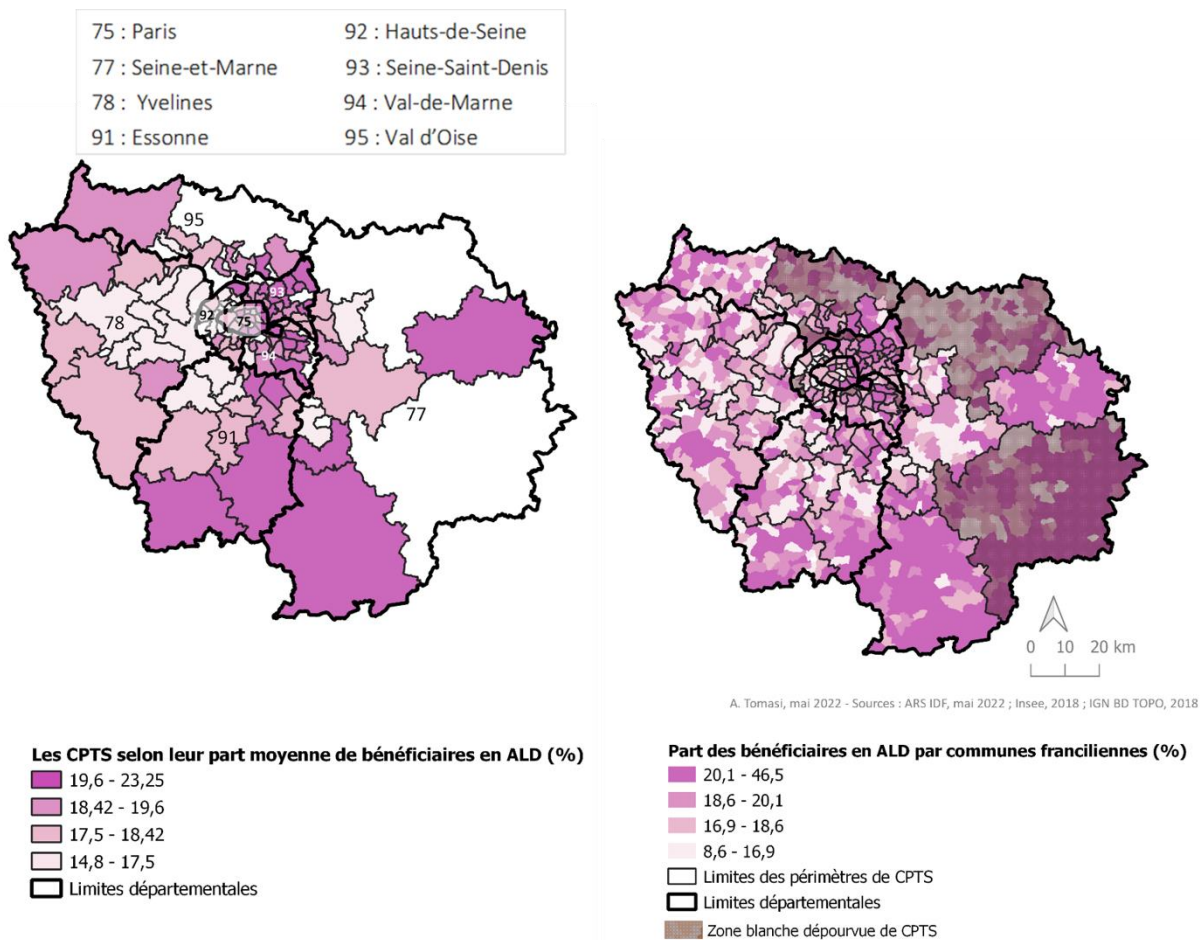 75 : Paris
92 : Hauts-de-Seine
77 : Seine-et-Marne
93 : Seine-Saint-Denis
78 : Yvelines
94 : Val-de-Marne
91 : Essonne
95 : Val d'Oise
95
93
92
78
75
94
77
91
0 10 20 km
A. Tomasi, mai 2022 - Sources : ARS IDF, mai 2022 ; Insee, 2018 ; IGN BD TOPO, 2018
Les CPTS selon leur part moyenne de bénéficiaires en ALD (%)
19,6 - 23,25
18,42 - 19,6
17,5 - 18,42
14,8 - 17,5
Limites départementales
Part des bénéficiaires en ALD par communes franciliennes (%)
20,1 - 46,5
18,6 - 20,1
16,9 - 18,6
8,6 - 16,9
Limites des périmètres de CPTS
Limites départementales
Zone blanche dépourvue de CPTS